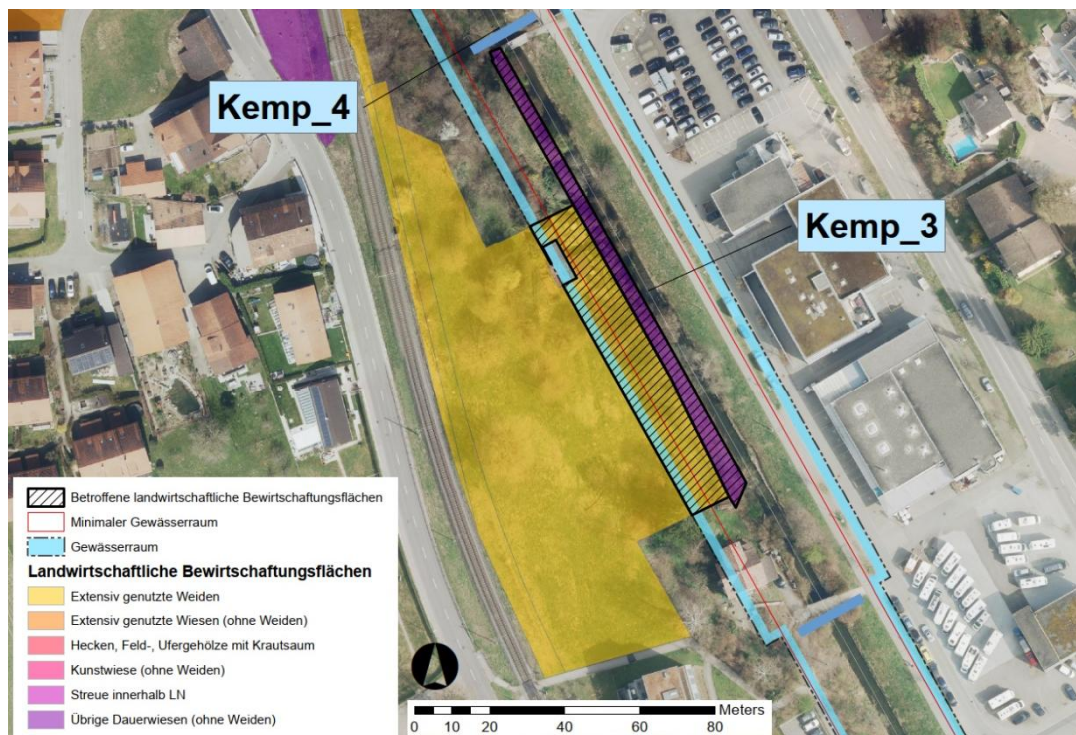 Kemp_4
Kemp_3
Betroffene landwirtschaftliche Bewirtschaftungsflächen
Minimaler Gewässerraum
Gewässerraum
Landwirtschaftliche Bewirtschaftungsflächen
Extensiv genutzte Weiden
Extensiv genutzte Wiesen (ohne Weiden)
Hecken, Feld-, Ufergehölze mit Krautsaum
Kunstwiese (ohne Weiden)
Streue innerhalb LN
Übrige Dauerwiesen (ohne Weiden)
Meters
0 20 40 60 80